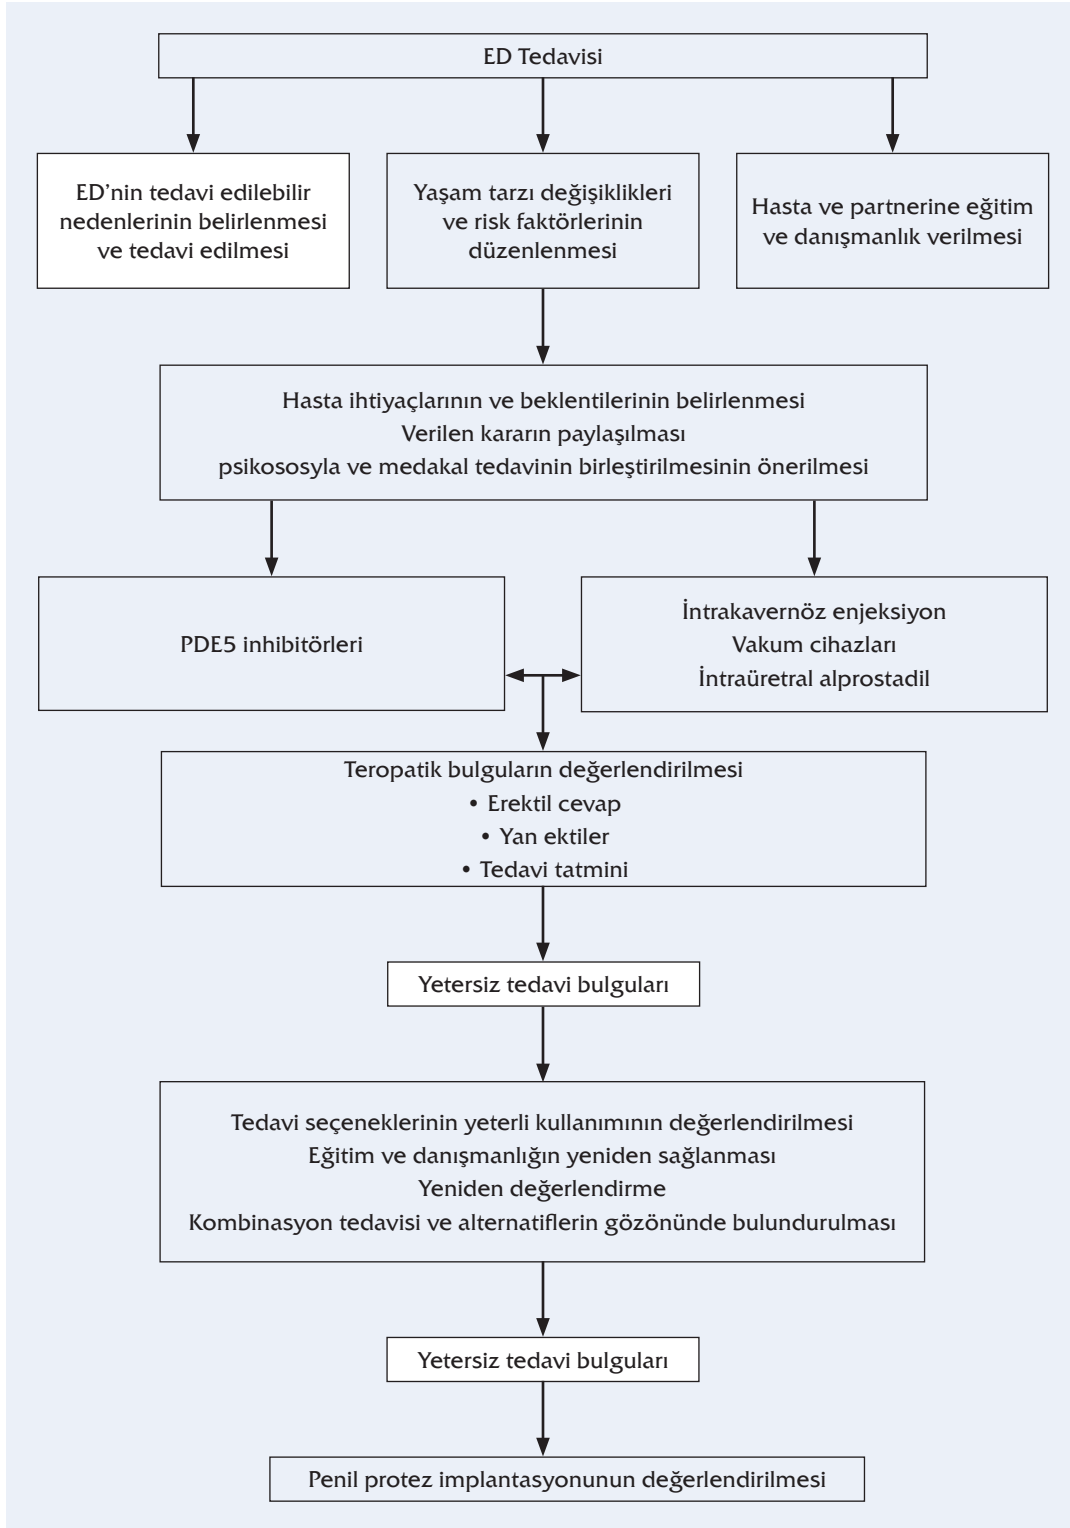 ED Tedavisi
ED’nin tedavi edilebilir
nedenlerinin belirlenmesi
ve tedavi edilmesi
Yaşam tarzı değişiklikleri
ve risk faktörlerinin
düzenlenmesi
Hasta ve partnerine eğitim
ve danışmanlık verilmesi
Hasta ihtiyaçlarının ve beklentilerinin belirlenmesi
Verilen kararın paylaşılması
psikososyla ve medakal tedavinin birleştirilmesinin önerilmesi
PDE5 inhibitörleri
İntrakavernöz enjeksiyon
Vakum cihazları
İntraüretral alprostadil
Teropatik bulguların değerlendirilmesi
• Erektil cevap
• Yan ektiler
• Tedavi tatmini
Yetersiz tedavi bulguları
Tedavi seçeneklerinin yeterli kullanımının değerlendirilmesi
Eğitim ve danışmanlığın yeniden sağlanması
Yeniden değerlendirme
Kombinasyon tedavisi ve alternatiflerin gözönünde bulundurulması
Yetersiz tedavi bulguları
Penil protez implantasyonunun değerlendirilmesi